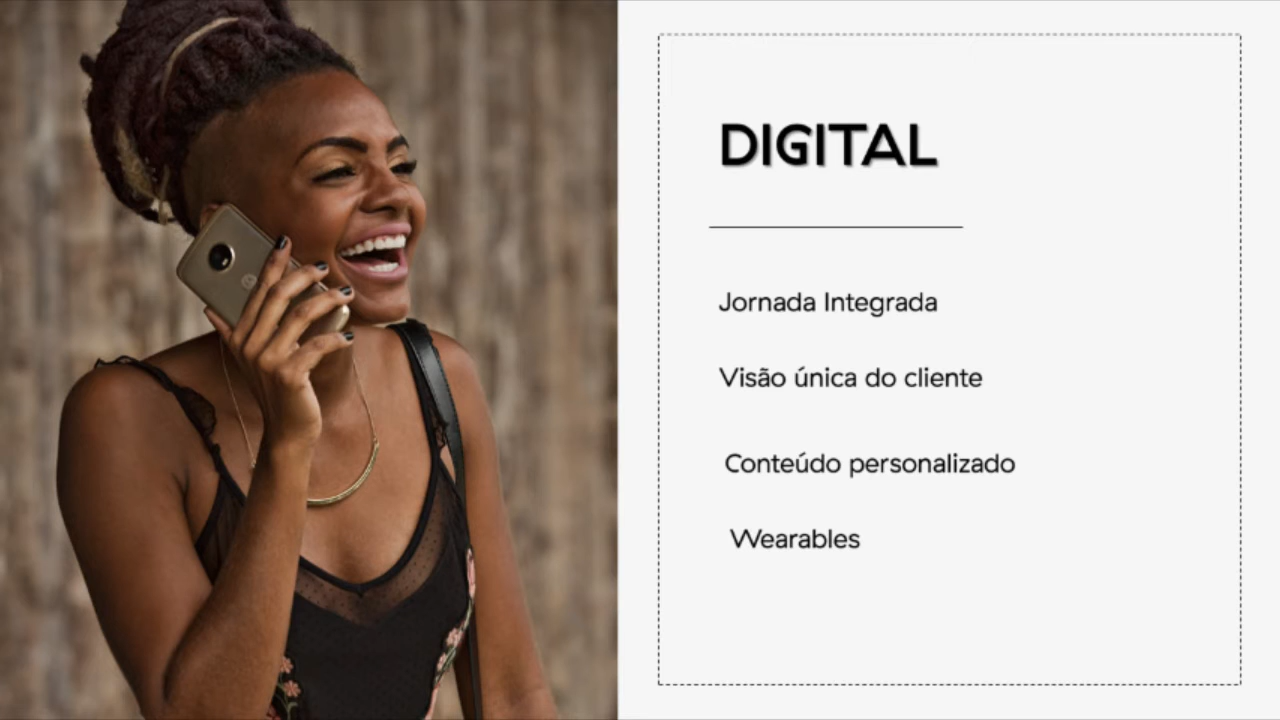 DIGITAL
Jornada Integrada
Visão única do cliente
Conteúdo personalizado
Wearables